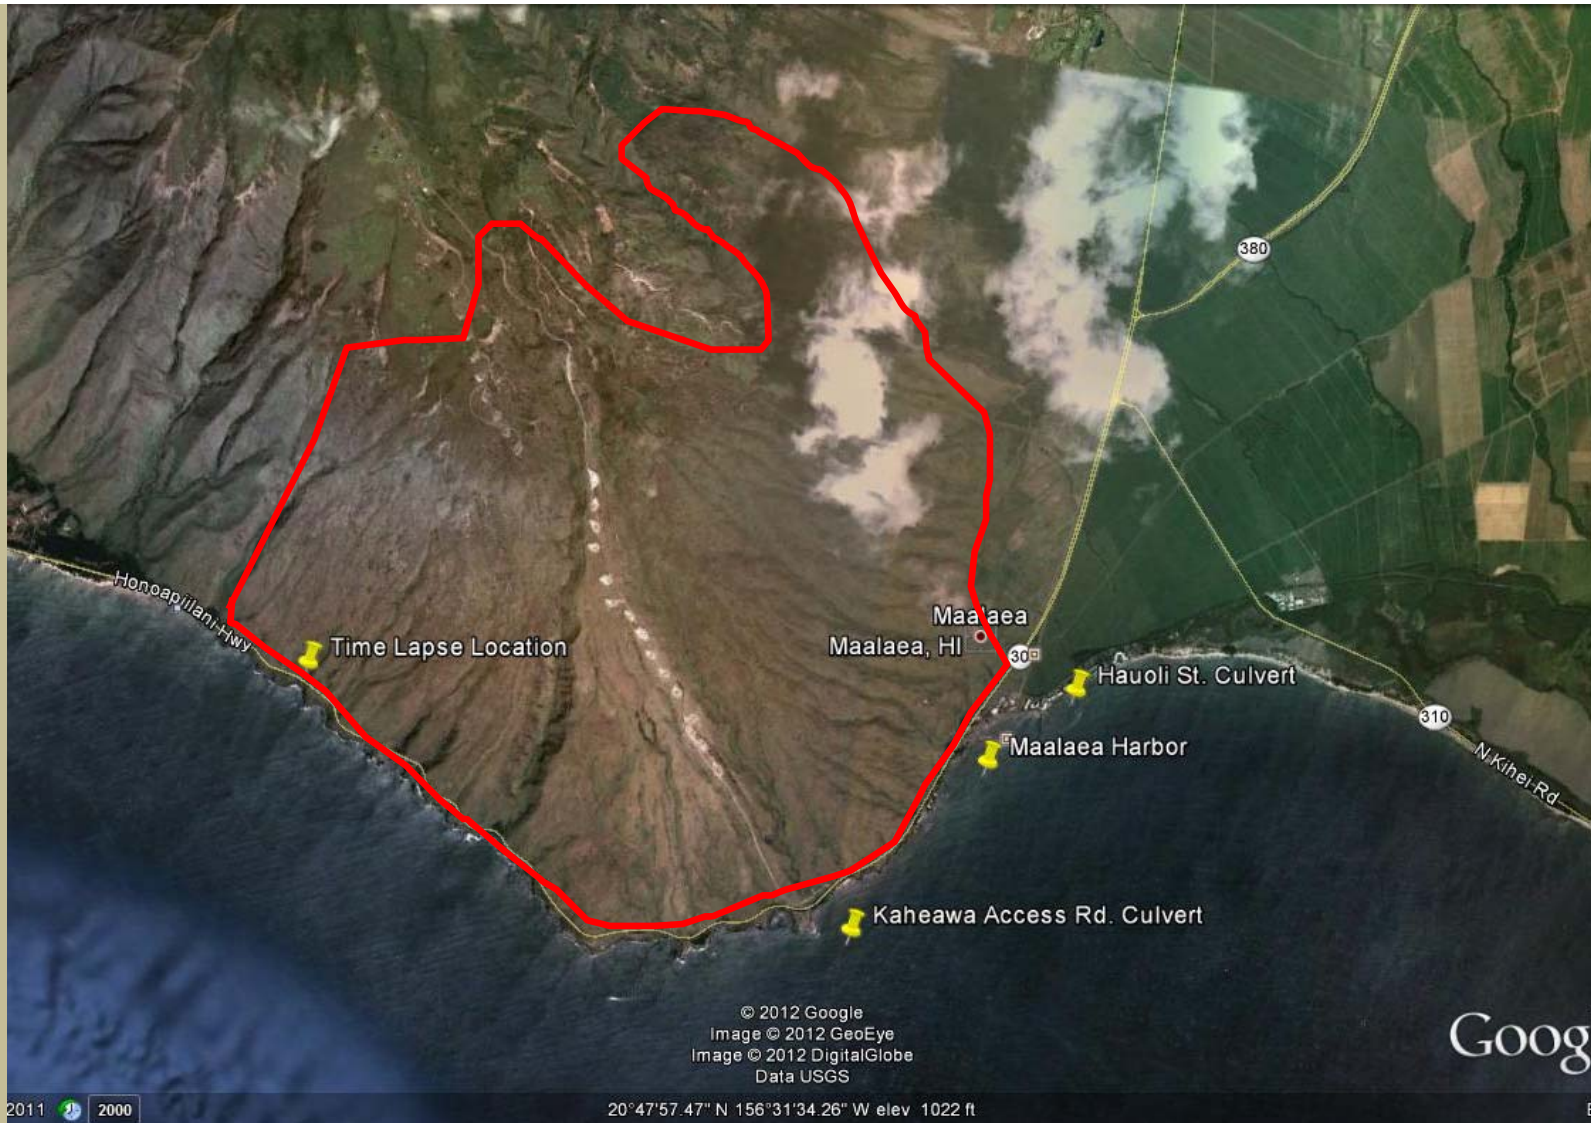 380
Honoapiilani Hwy
Time Lapse Location
Maalaea
Maalaea, HI
30
Hauoli St. Culvert
310
Maalaea Harbor
N Kihei Rd
Kaheawa Access Rd. Culvert
© 2012 Google
Image © 2012 GeoEye
Image © 2012 DigitalGlobe
Data USGS
Goog
2011
2000
20°47'57.47" N 156°31'34.26" W elev 1022 ft